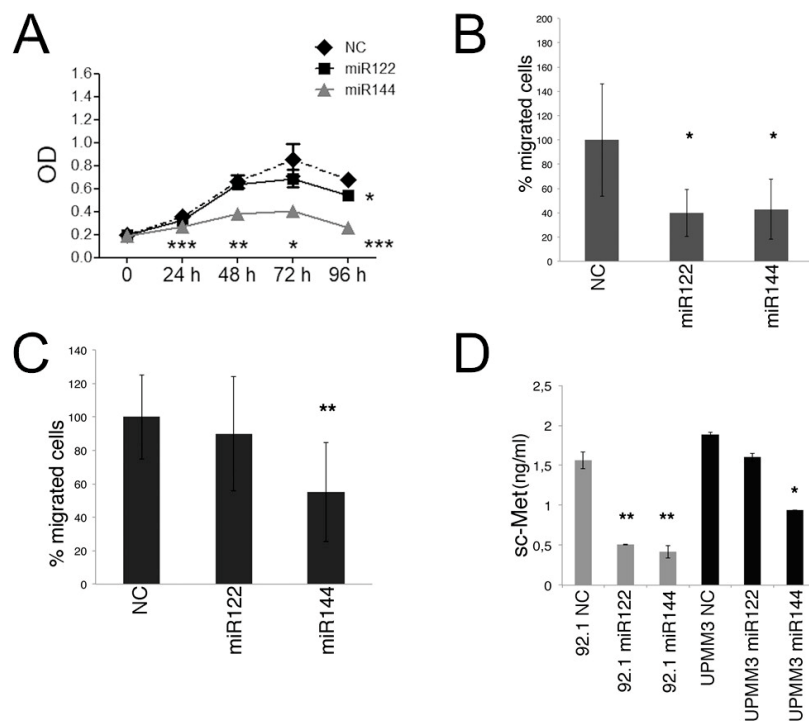 A
NC
miR122
miR144
OD
1.6
1.4
1.2
1.0
0.8
0.6
0.4
0.2
0.0
*
*** ** * ***
0 24 h 48 h 72 h 96 h
B
% migrated cells
200
180
160
140
120
100
80
60
40
20
0
* *
NC miR122 miR144
C
% migrated cells
140
120
100
80
60
40
20
0
**
NC miR122 miR144
D
sc-Met(ng/ml)
2,5
2
1,5
1
0,5
0
** ** *
92.1 NC
92.1 miR122
92.1 miR144
UPMM3 NC
UPMM3 miR122
UPMM3 miR144